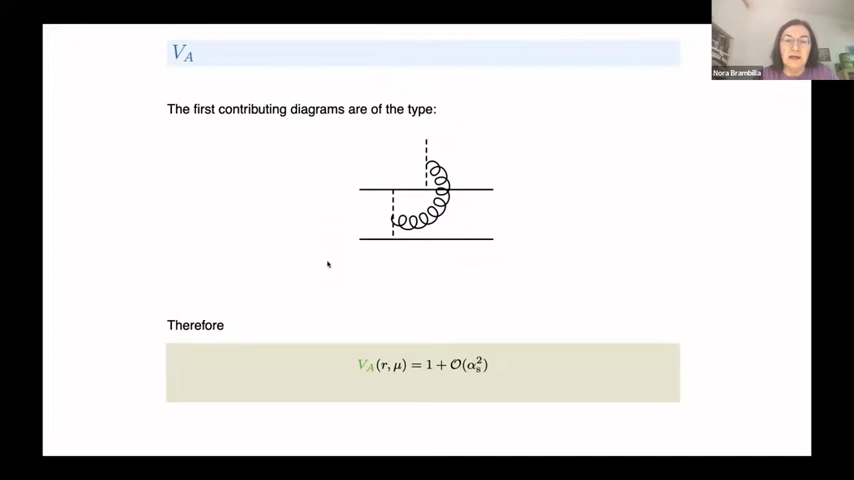 V_A
Nora Brambilla
The first contributing diagrams are of the type:
Therefore
V_A(r, μ) = 1 + 𝒪(α_s^2)